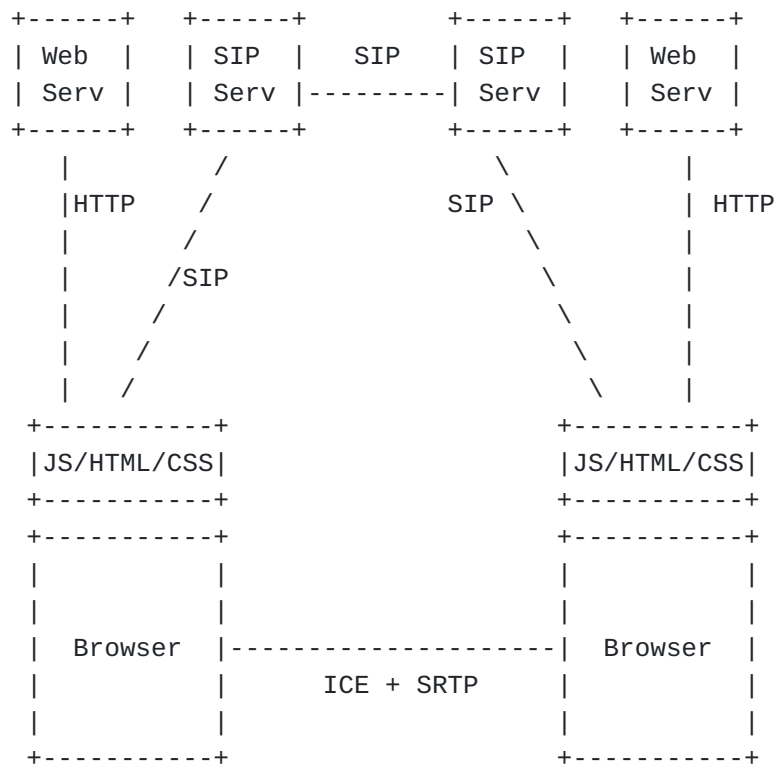 Web SIP SIP SIP Web
Serv Serv Serv Serv
HTTP SIP HTTP
SIP
JS/HTML/CSS JS/HTML/CSS
Browser Browser
ICE + SRTP